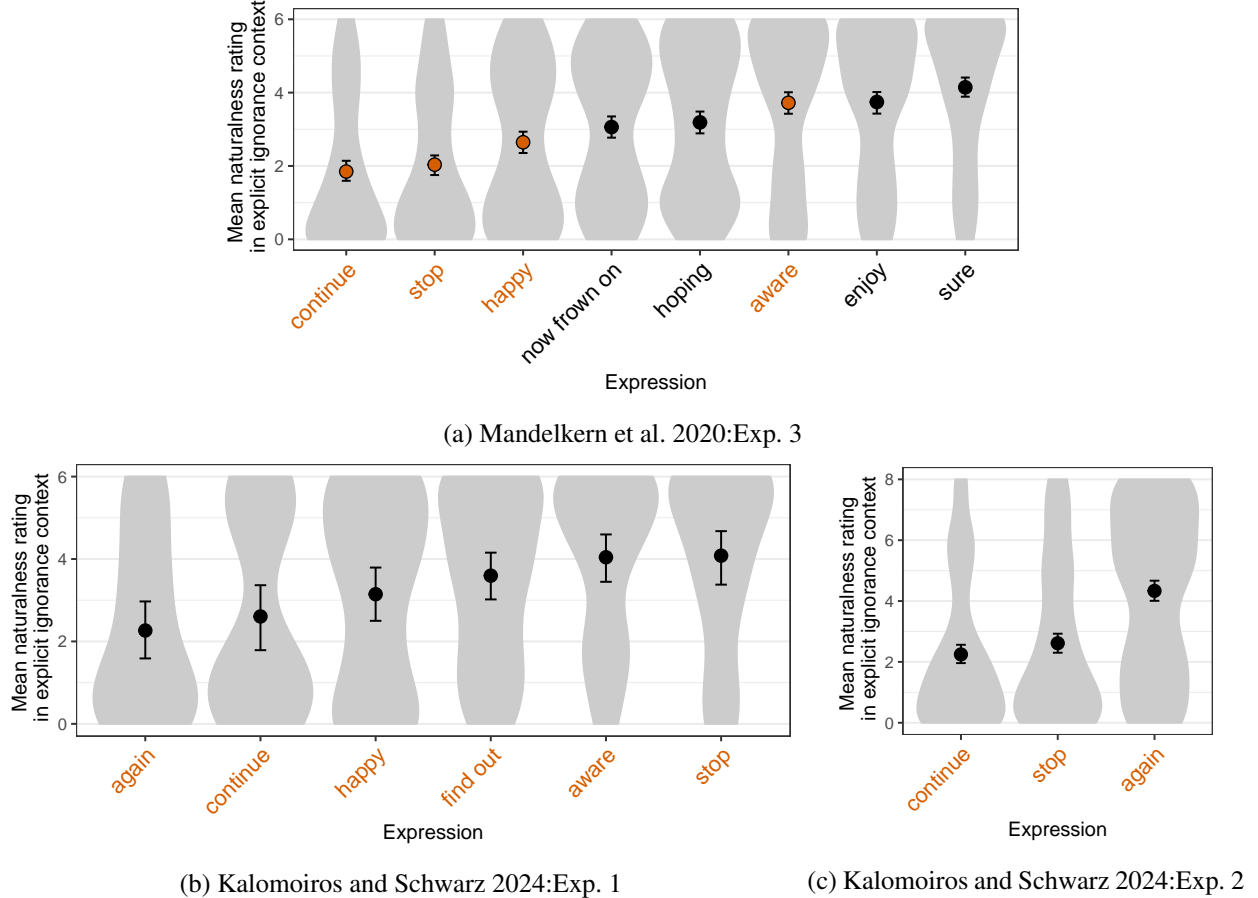 Mean naturalness rating
in explicit ignorance context
6
4
2
0
continue
stop
happy
now frown on
hoping
aware
enjoy
sure
Expression
(a) Mandelkern et al. 2020:Exp. 3
Mean naturalness rating
in explicit ignorance context
6
4
2
0
again
continue
happy
find out
aware
stop
Expression
(b) Kalomoiros and Schwarz 2024:Exp. 1
Mean naturalness rating
in explicit ignorance context
8
6
4
2
0
continue
stop
again
Expression
(c) Kalomoiros and Schwarz 2024:Exp. 2